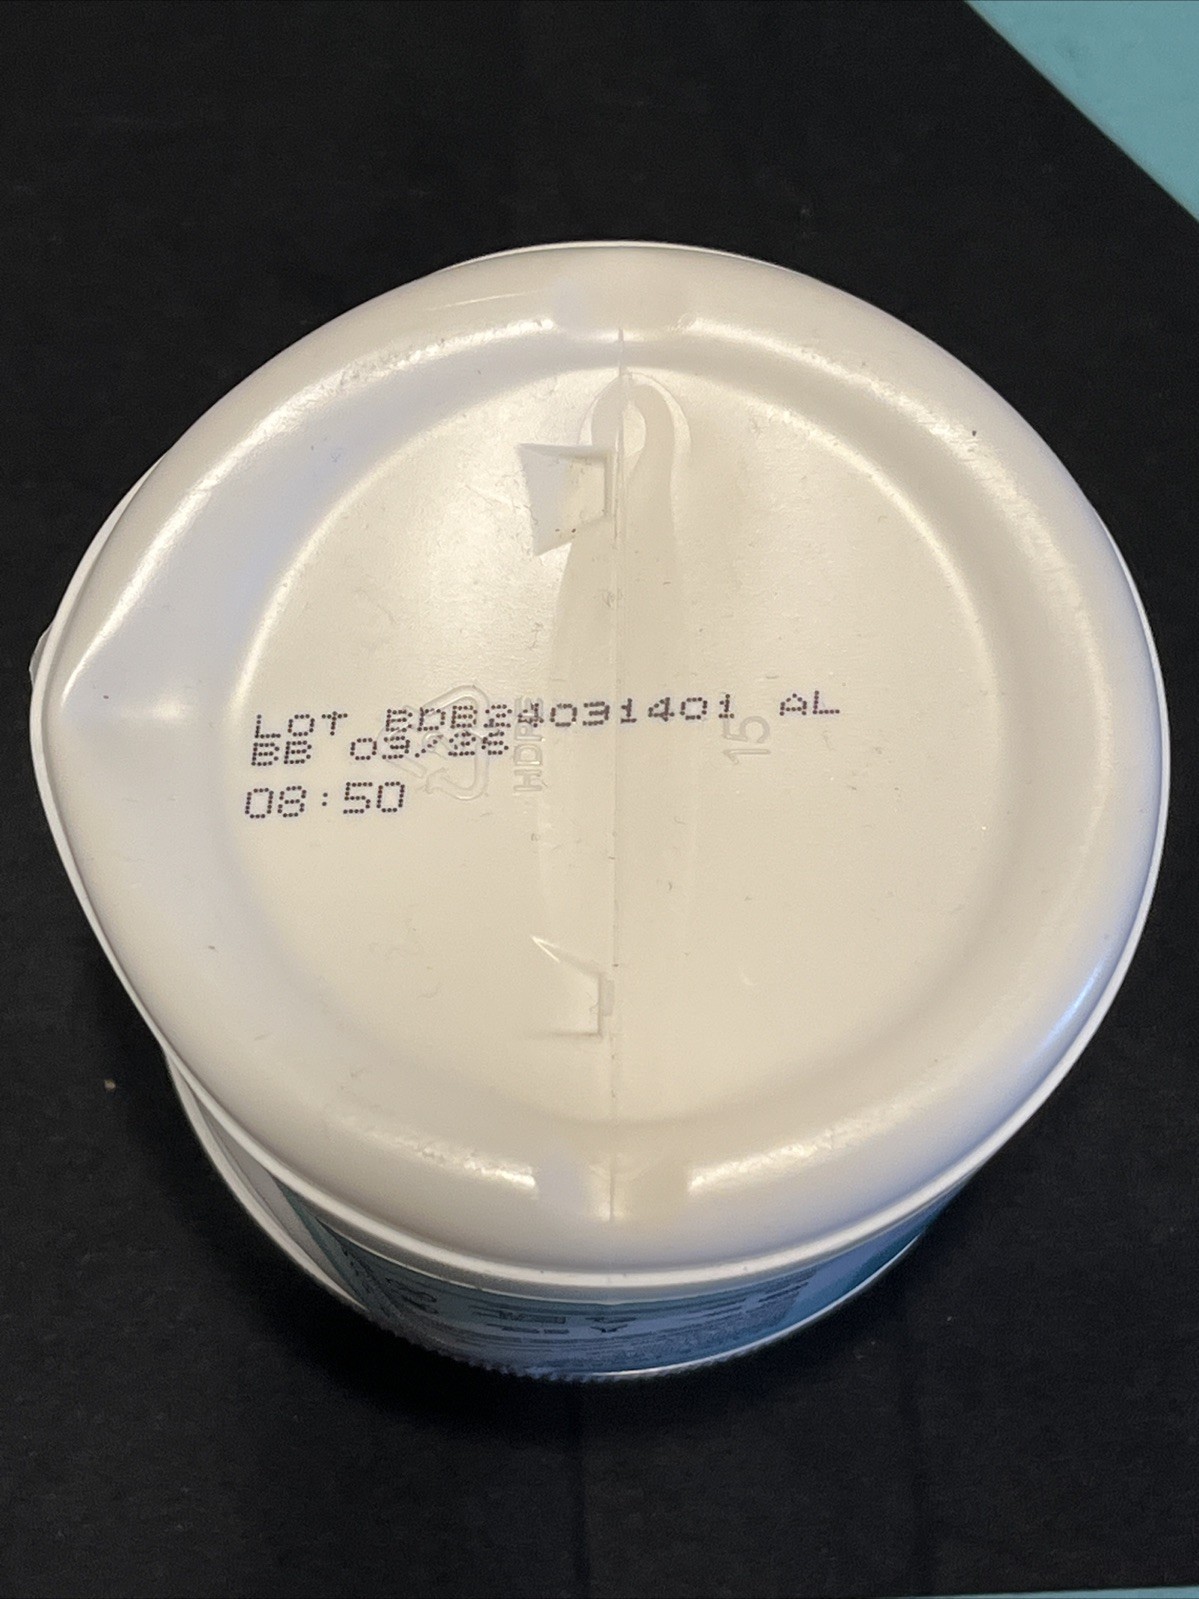 LOT BDB24031401 AL
BB 03/26
08:50
HDPE
15